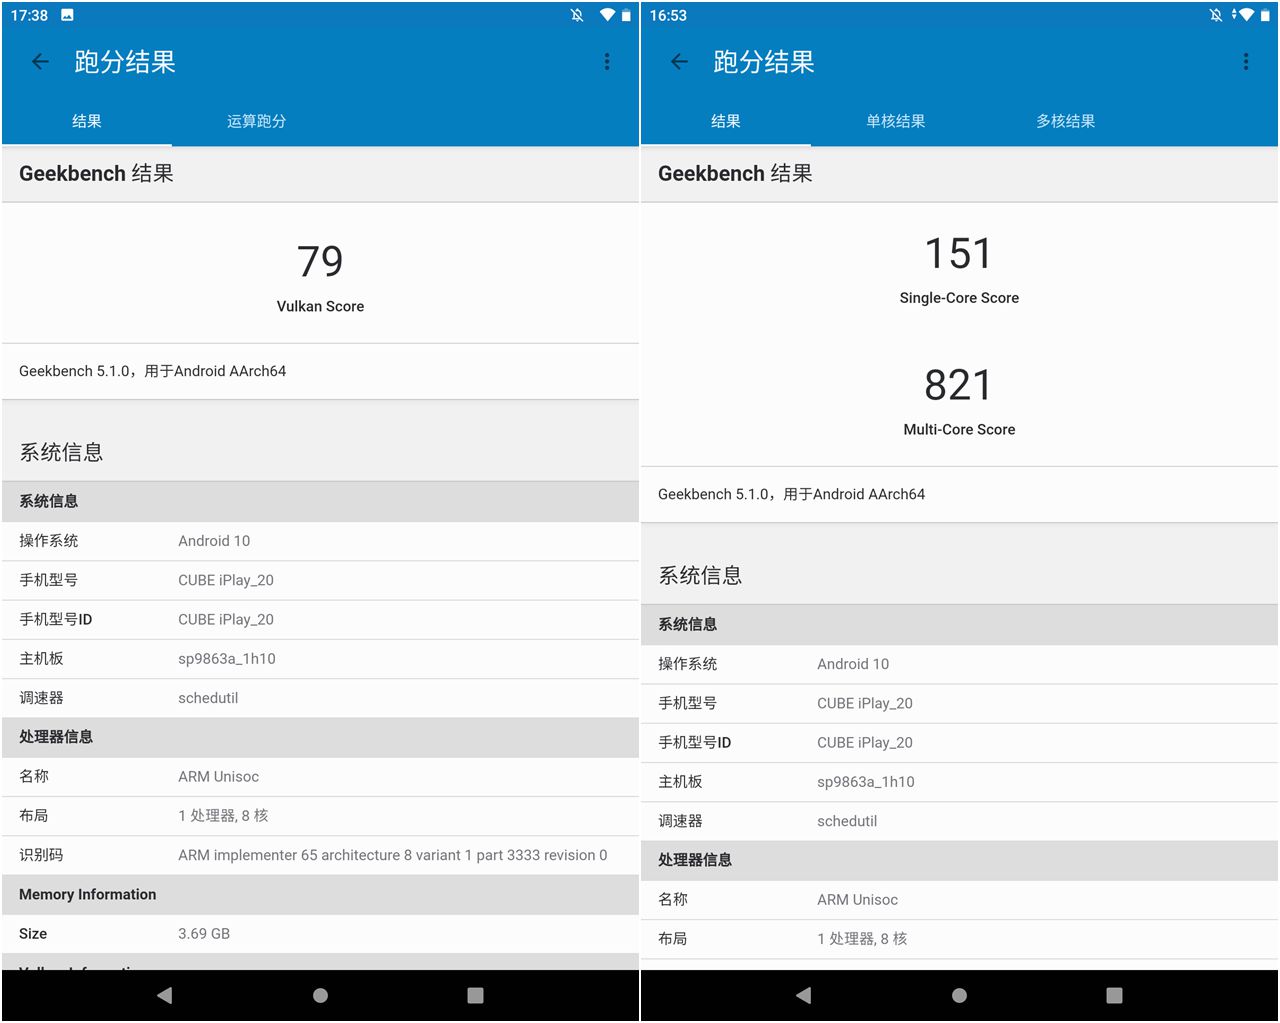 17:38
跑分结果
结果 运算跑分
Geekbench 结果
79
Vulkan Score
Geekbench 5.1.0，用于Android AArch64
系统信息
系统信息
操作系统 Android 10
手机型号 CUBE iPlay_20
手机型号ID CUBE iPlay_20
主机板 sp9863a_1h10
调速器 schedutil
处理器信息
名称 ARM Unisoc
布局 1 处理器, 8 核
识别码 ARM implementer 65 architecture 8 variant 1 part 3333 revision 0
Memory Information
Size 3.69 GB
16:53
跑分结果
结果 单核结果 多核结果
Geekbench 结果
151
Single-Core Score
821
Multi-Core Score
Geekbench 5.1.0，用于Android AArch64
系统信息
系统信息
操作系统 Android 10
手机型号 CUBE iPlay_20
手机型号ID CUBE iPlay_20
主机板 sp9863a_1h10
调速器 schedutil
处理器信息
名称 ARM Unisoc
布局 1 处理器, 8 核